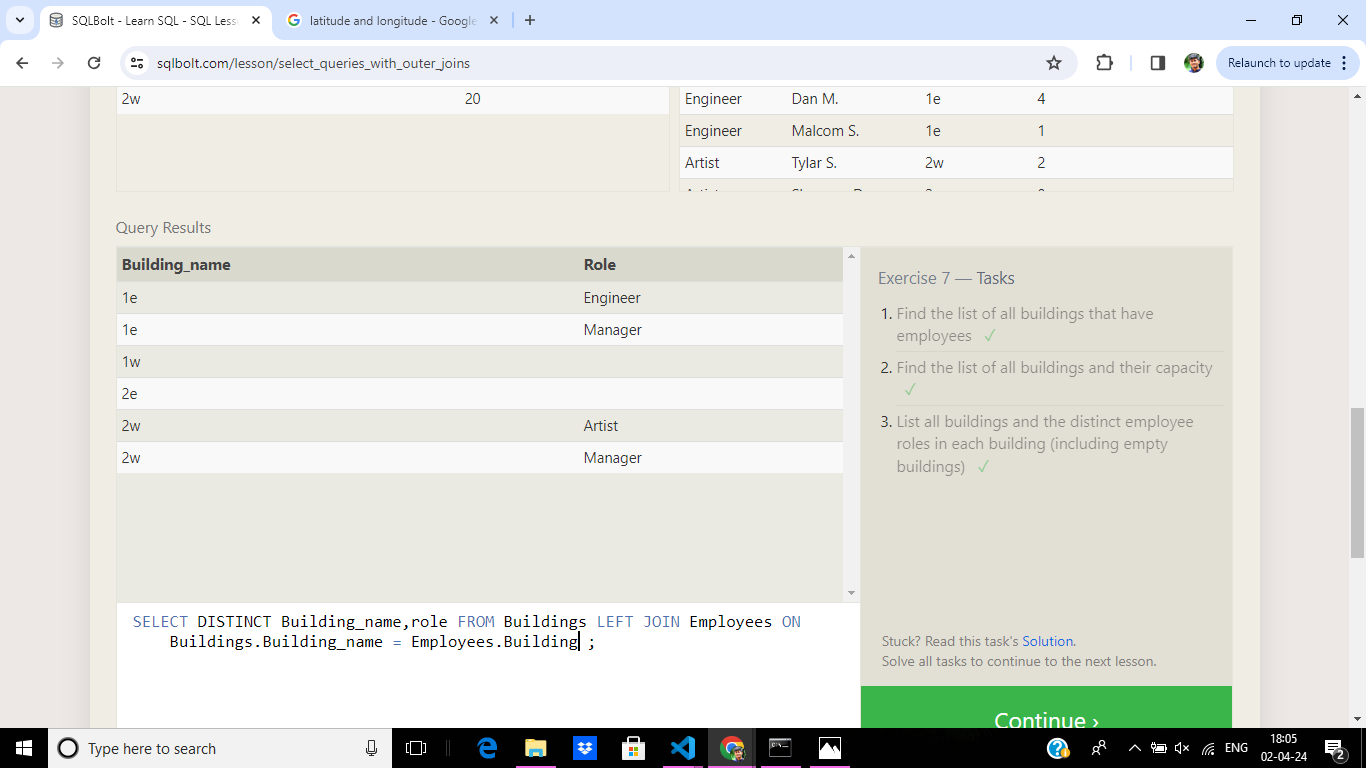 SQLBolt - Learn SQL - SQL Less
latitude and longitude - Google
sqlbolt.com/lesson/select_queries_with_outer_joins
Relaunch to update
2w 20
Engineer Dan M. 1e 4
Engineer Malcom S. 1e 1
Artist Tylar S. 2w 2
Query Results
Building_name Role
1e Engineer
1e Manager
1w
2e
2w Artist
2w Manager
Exercise 7 — Tasks
1. Find the list of all buildings that have
employees ✓
2. Find the list of all buildings and their capacity
✓
3. List all buildings and the distinct employee
roles in each building (including empty
buildings) ✓
SELECT DISTINCT Building_name,role FROM Buildings LEFT JOIN Employees ON
Buildings.Building_name = Employees.Building ;
Stuck? Read this task's Solution.
Solve all tasks to continue to the next lesson.
Continue ›
Type here to search
ENG
18:05
02-04-24
2